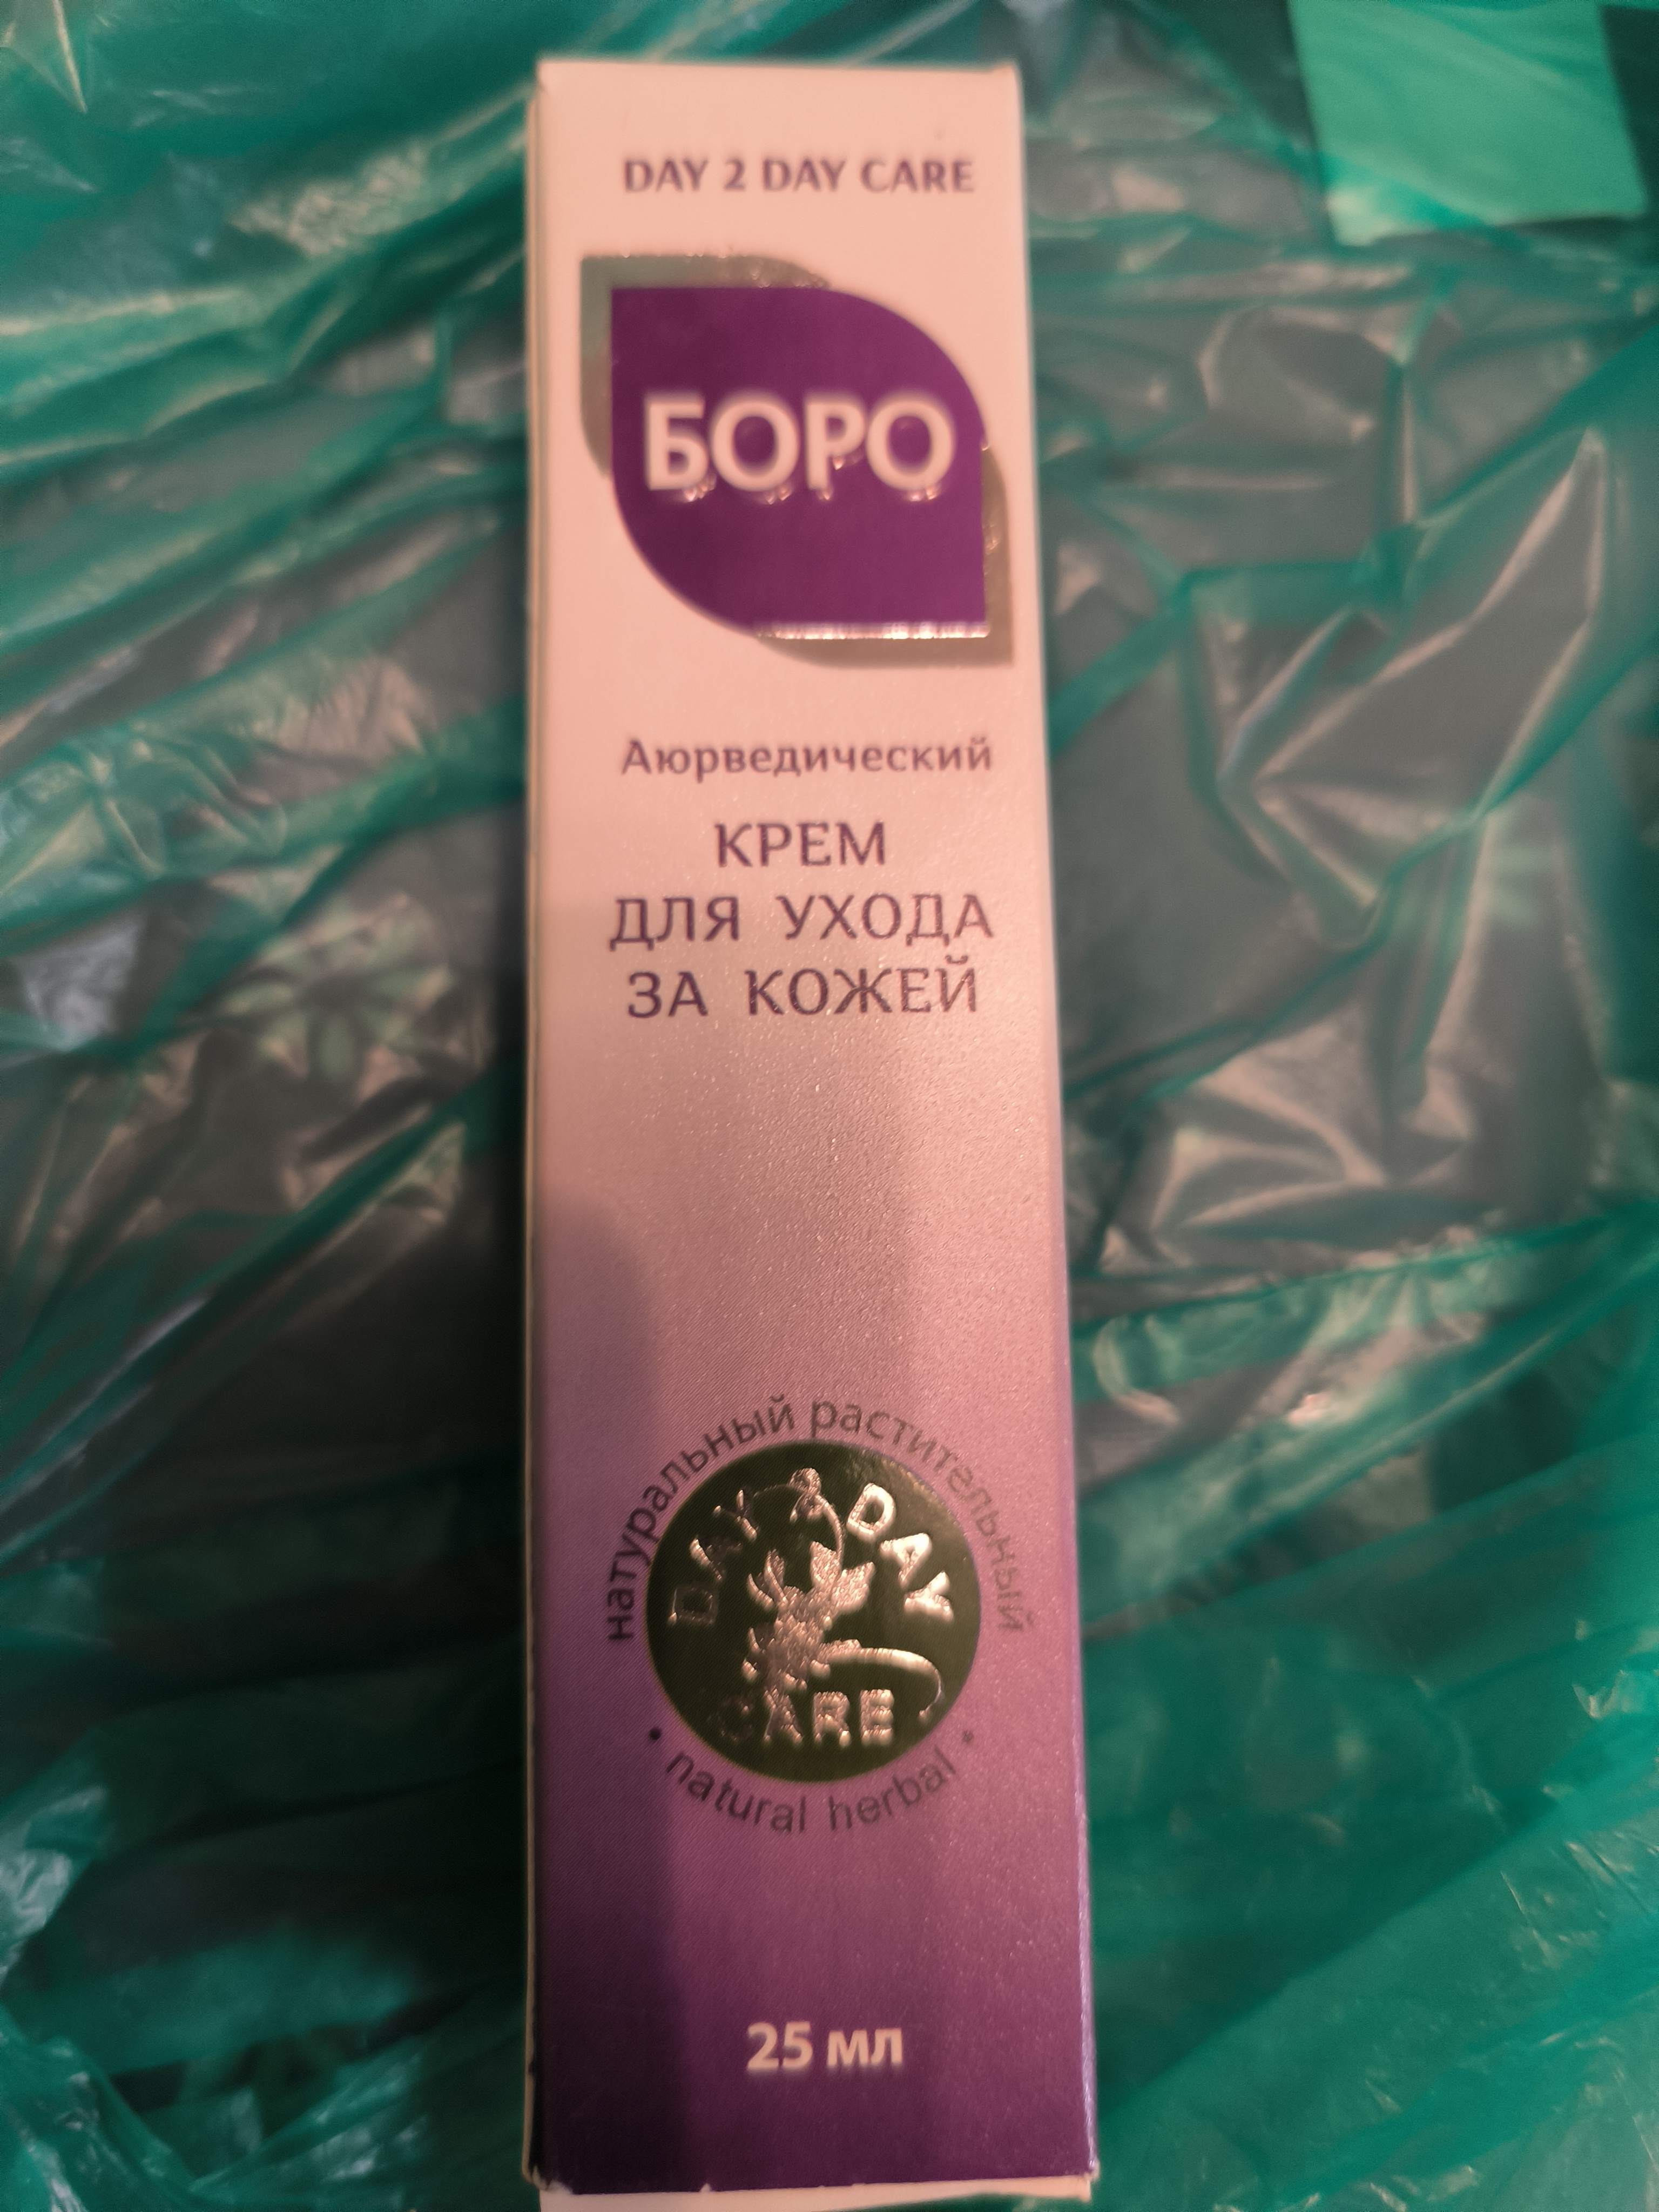 DAY 2 DAY CARE
БОРО
Аюрведический
КРЕМ
ДЛЯ УХОДА
ЗА КОЖЕЙ
натуральный растительный
DAY 2 DAY
CARE
• natural herbal •
25 мл